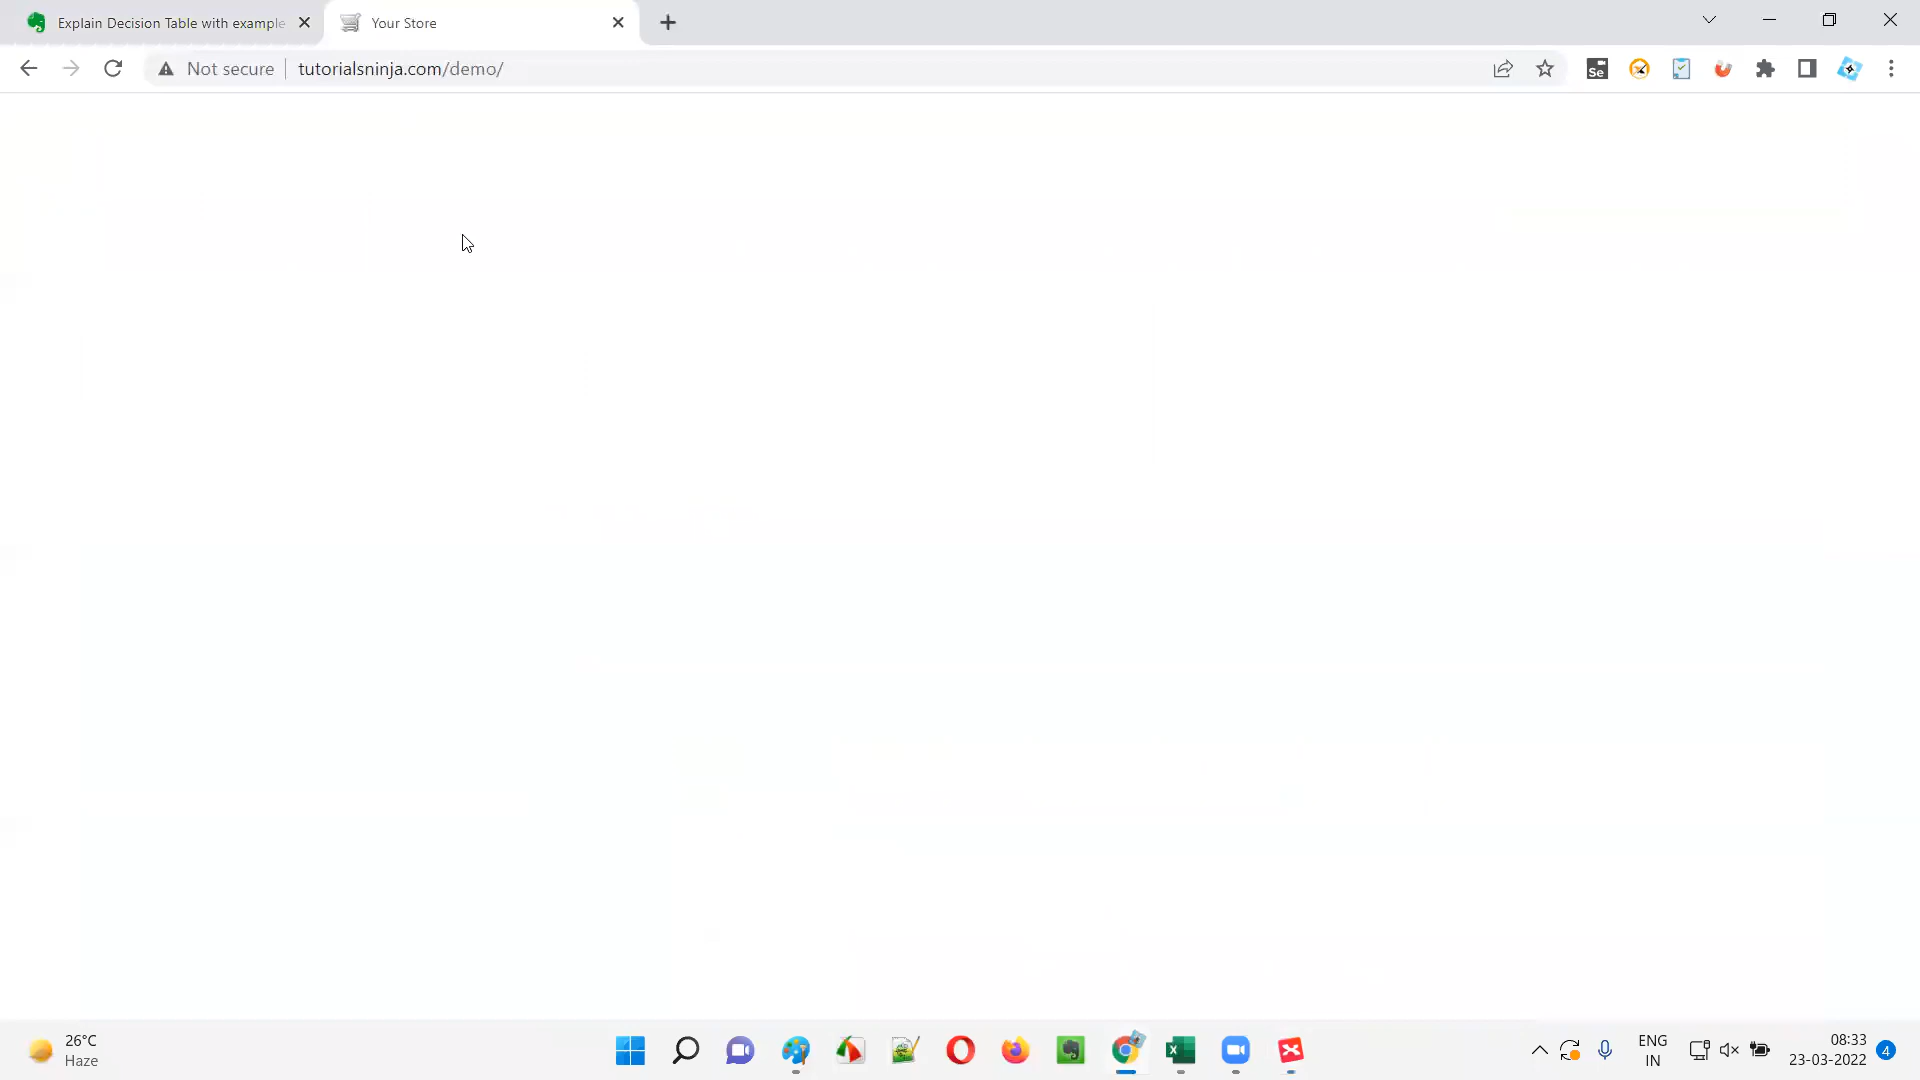 Explain Decision Table with example
Your Store
Not secure
tutorialsninja.com/demo/
Se
26°C
Haze
ENG
IN
08:33
23-03-2022
4